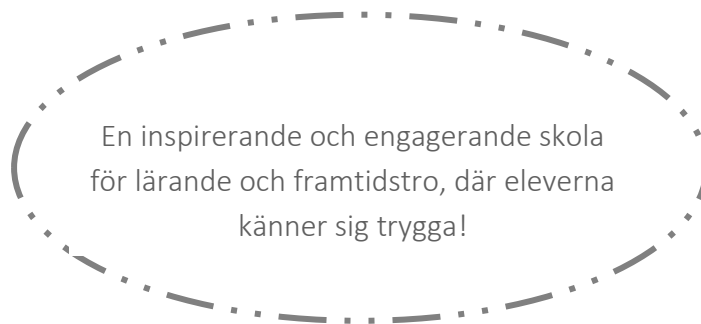 En inspirerande och engagerande skola
för lärande och framtidstro, där eleverna
känner sig trygga!